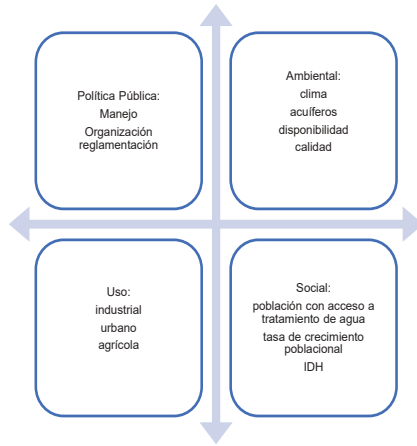 Política Pública:
Manejo
Organización
reglamentación
Ambiental:
clima
acuíferos
disponibilidad
calidad
Uso:
industrial
urbano
agrícola
Social:
población con acceso a
tratamiento de agua
tasa de crecimiento
poblacional
IDH